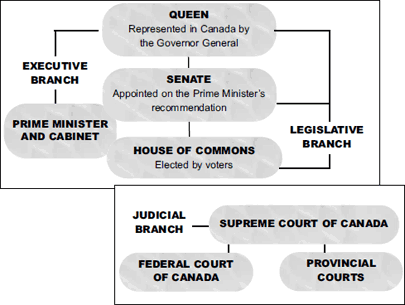 QUEEN
Represented in Canada by
the Governor General
EXECUTIVE
BRANCH
SENATE
Appointed on the Prime Minister's
recommendation
PRIME MINISTER
AND CABINET
LEGISLATIVE
BRANCH
HOUSE OF COMMONS
Elected by voters
JUDICIAL
BRANCH
SUPREME COURT OF CANADA
FEDERAL COURT
OF CANADA
PROVINCIAL
COURTS